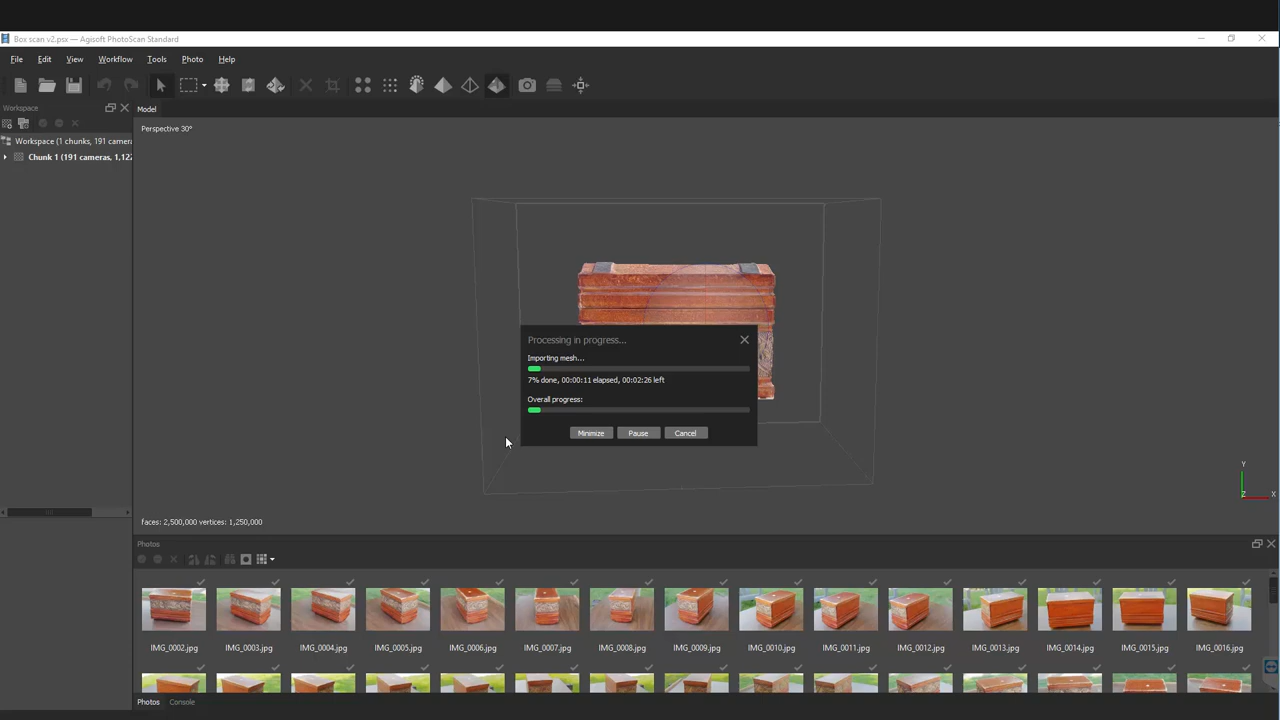 Box scan v2.psx — Agisoft PhotoScan Standard
File Edit View Workflow Tools Photo Help
Workspace
Model
Workspace (1 chunks, 191 camera
Perspective 30°
Chunk 1 (191 cameras, 1,122
Processing in progress...
Importing mesh...
7% done, 00:00:11 elapsed, 00:02:26 left
Overall progress:
Minimize Pause Cancel
Y
Z X
faces: 2,500,000 vertices: 1,250,000
Photos
IMG_0002.jpg IMG_0003.jpg IMG_0004.jpg IMG_0005.jpg IMG_0006.jpg IMG_0007.jpg IMG_0008.jpg IMG_0009.jpg IMG_0010.jpg IMG_0011.jpg IMG_0012.jpg IMG_0013.jpg IMG_0014.jpg IMG_0015.jpg IMG_0016.jpg
Photos Console